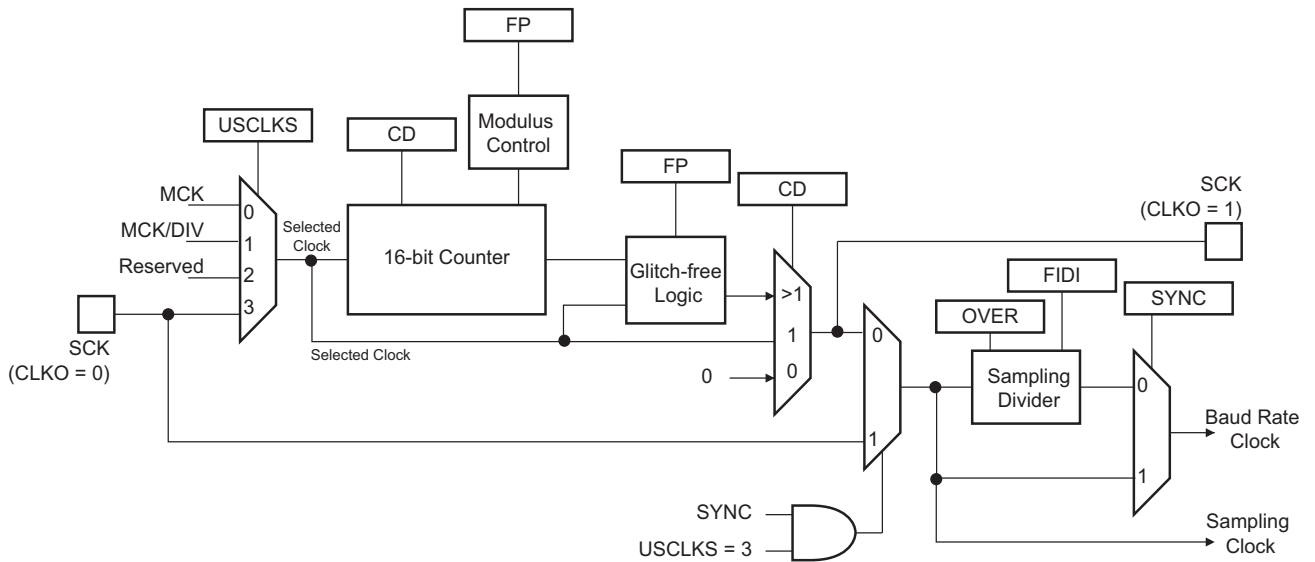 FP
Modulus
Control
USCLKS
CD
FP
CD
SCK
(CLKO = 1)
MCK
0
MCK/DIV
1
Reserved
2
3
Selected
Clock
16-bit Counter
Glitch-free
Logic
>1
1
0
0
SCK
(CLKO = 0)
Selected Clock
0
1
OVER
FIDI
SYNC
Sampling
Divider
0
1
Baud Rate
Clock
SYNC
USCLKS = 3
Sampling
Clock